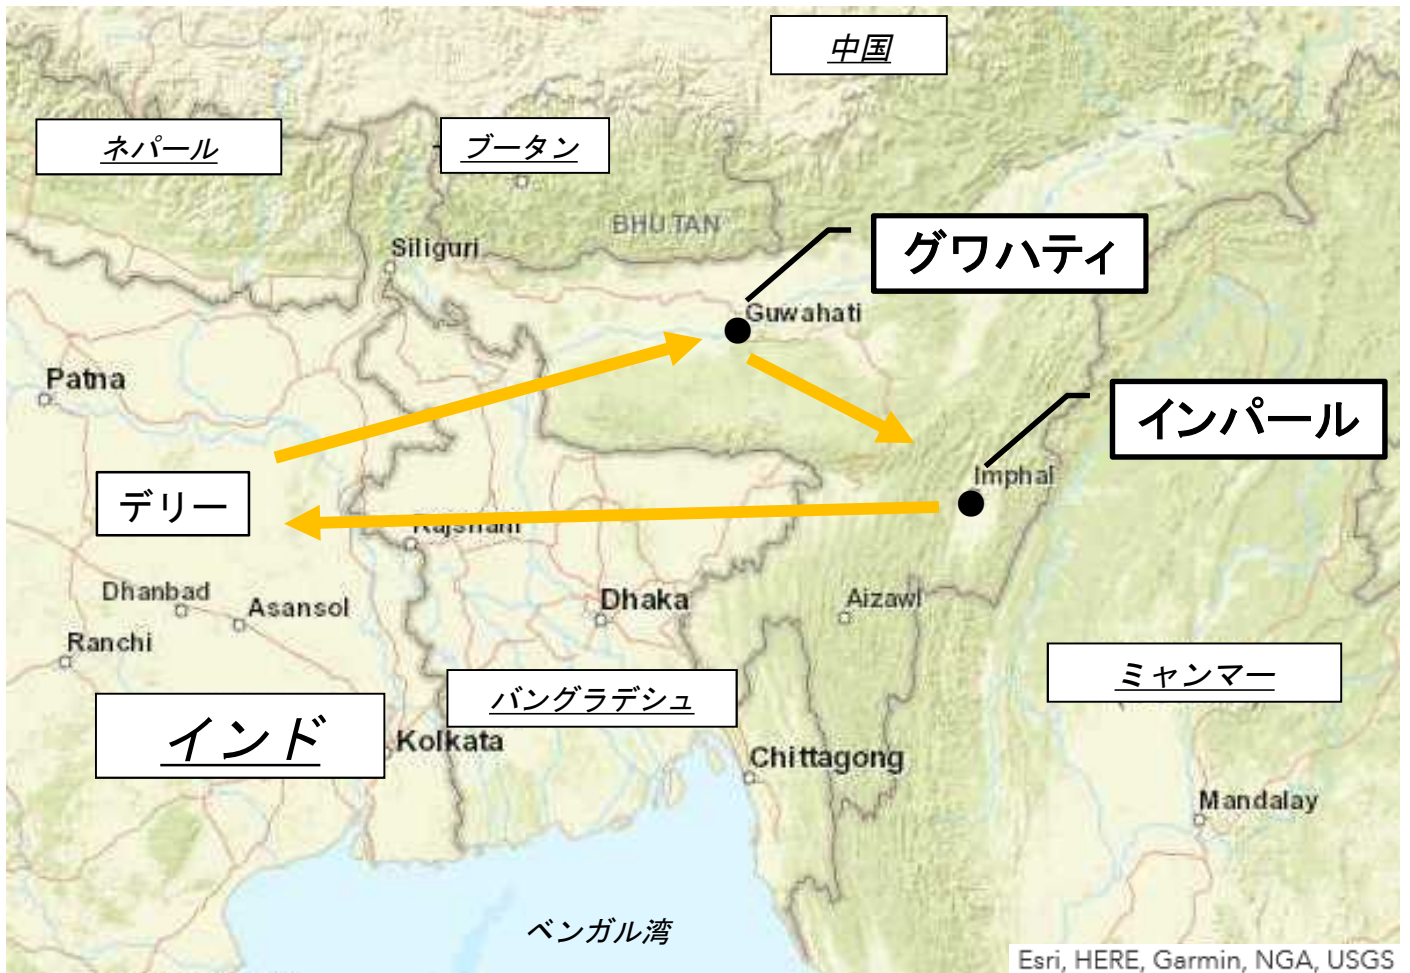 中国
ネパール
ブータン
BHUTAN
グワハティ
Siliguri
Guwahati
Patna
インパール
Imphal
デリー
Dhanbad
Asansol
Dhaka
Aizawl
Ranchi
ミャンマー
バングラデシュ
インド
Kolkata
Chittagong
Mandalay
ベンガル湾
Esri, HERE, Garmin, NGA, USGS